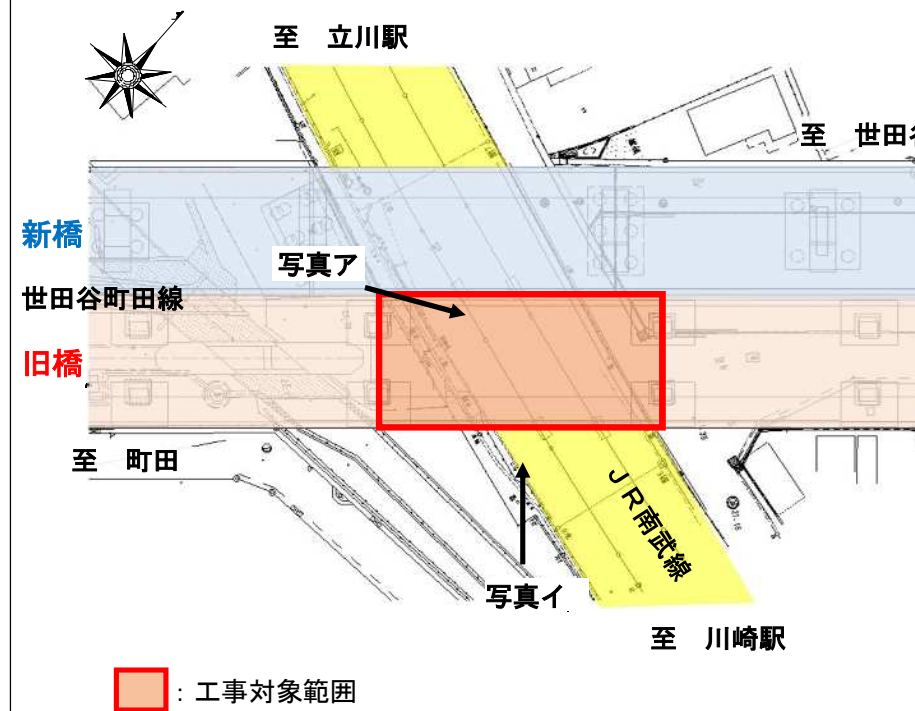 至 立川駅
至 世田谷
新橋
写真ア
世田谷町田線
旧橋
至 町田
JR南武線
写真イ
至 川崎駅
：工事対象範囲